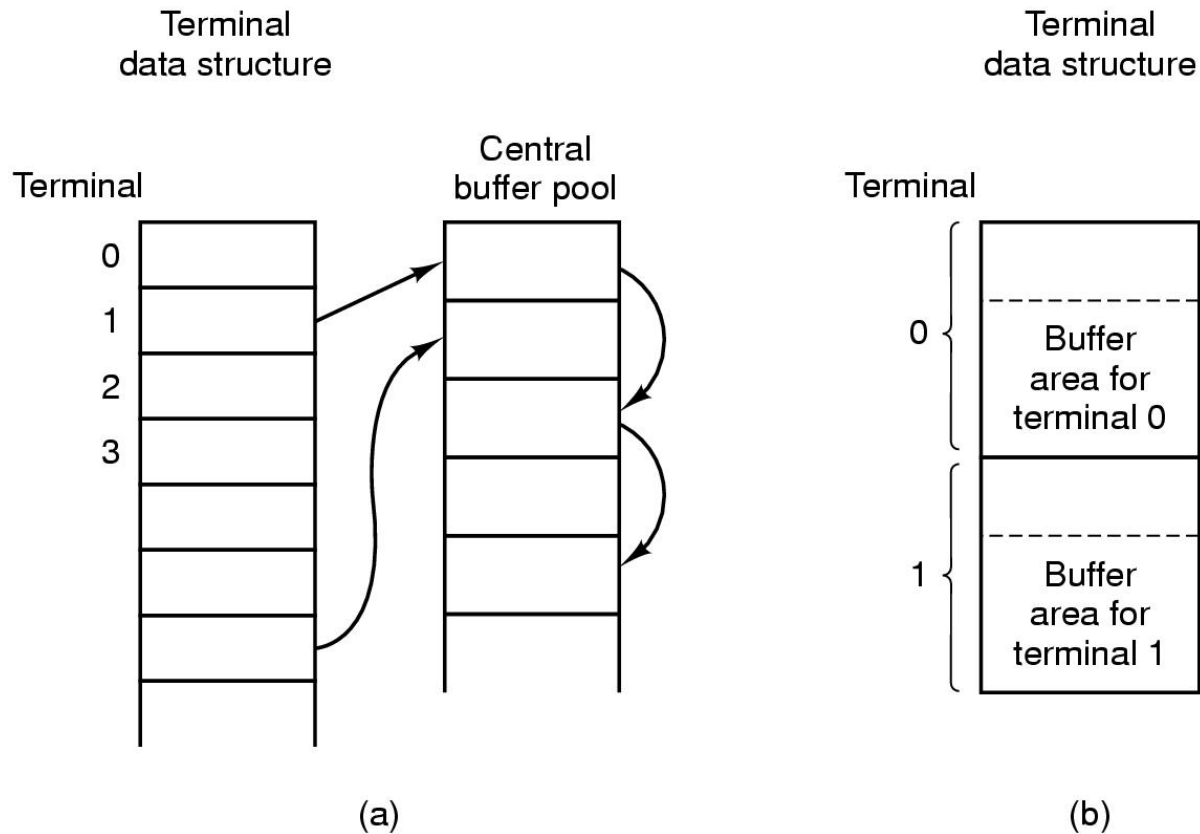 Terminal
data structure
Central
buffer pool
Terminal
0
1
2
3
(a)
Terminal
data structure
Terminal
0
Buffer
area for
terminal 0
1
Buffer
area for
terminal 1
(b)